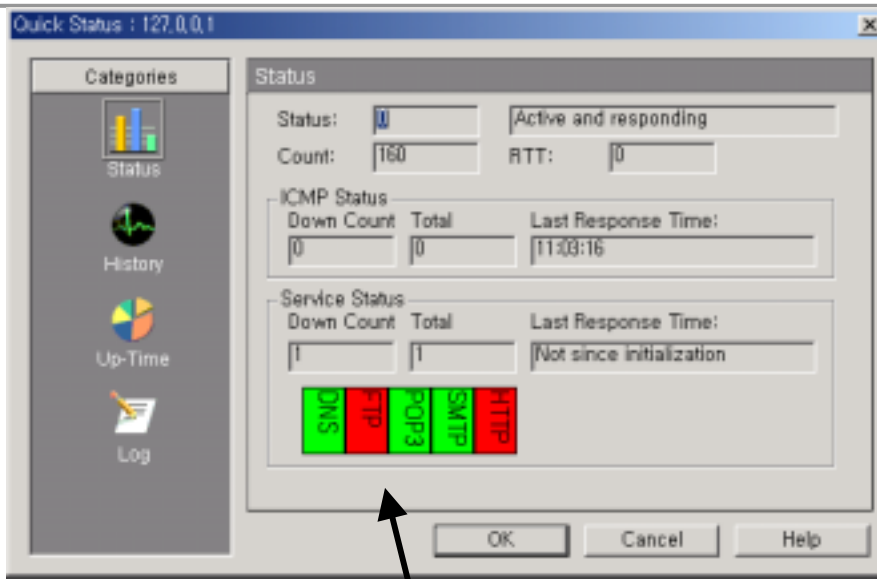 Quick Status : 127,0,0,1
Categories
Status
History
Up-Time
Log
Status
Status: 0 Active and responding
Count: 160 RTT: 0
ICMP Status
Down Count Total Last Response Time:
0 0 11:03:16
Service Status
Down Count Total Last Response Time:
1 1 Not since initialization
DNS FTP POP3 SMTP HTTP
OK Cancel Help